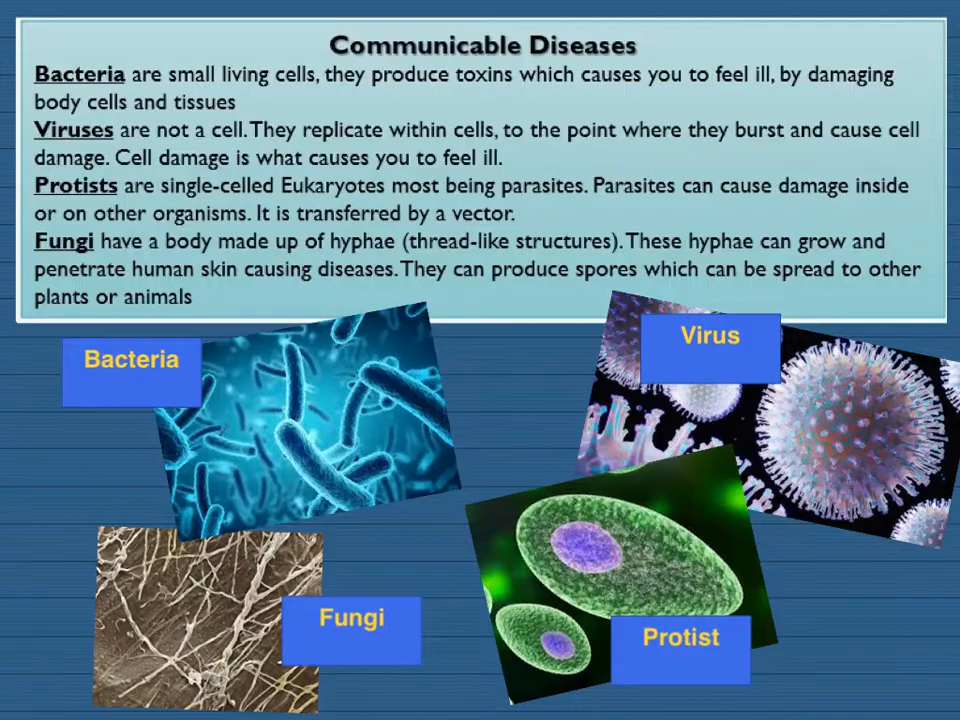 Communicable Diseases
Bacteria are small living cells, they produce toxins which causes you to feel ill, by damaging
body cells and tissues
Viruses are not a cell. They replicate within cells, to the point where they burst and cause cell
damage. Cell damage is what causes you to feel ill.
Protists are single-celled Eukaryotes most being parasites. Parasites can cause damage inside
or on other organisms. It is transferred by a vector.
Fungi have a body made up of hyphae (thread-like structures). These hyphae can grow and
penetrate human skin causing diseases. They can produce spores which can be spread to other
plants or animals
Virus
Bacteria
Fungi
Protist